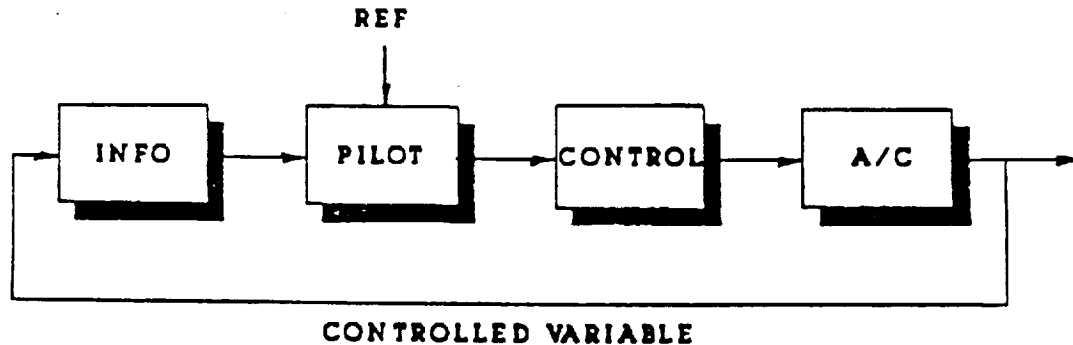 REF
INFO
PILOT
CONTROL
A/C
CONTROLLED VARIABLE